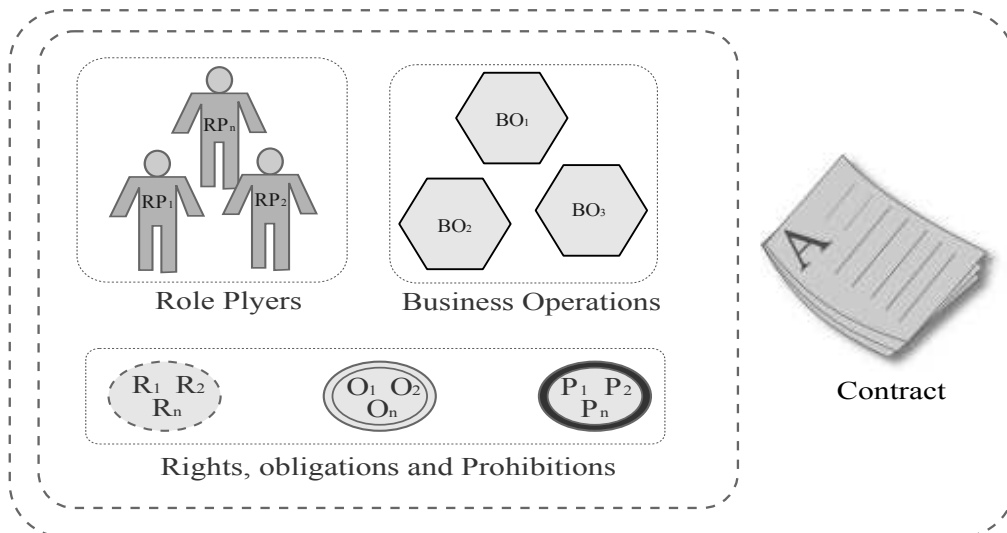 RPₙ
RP₁
RP₂
BO₁
BO₂
BO₃
Role Plyers
Business Operations
A
Contract
R₁ R₂
Rₙ
O₁ O₂
Oₙ
P₁ P₂
Pₙ
Rights, obligations and Prohibitions